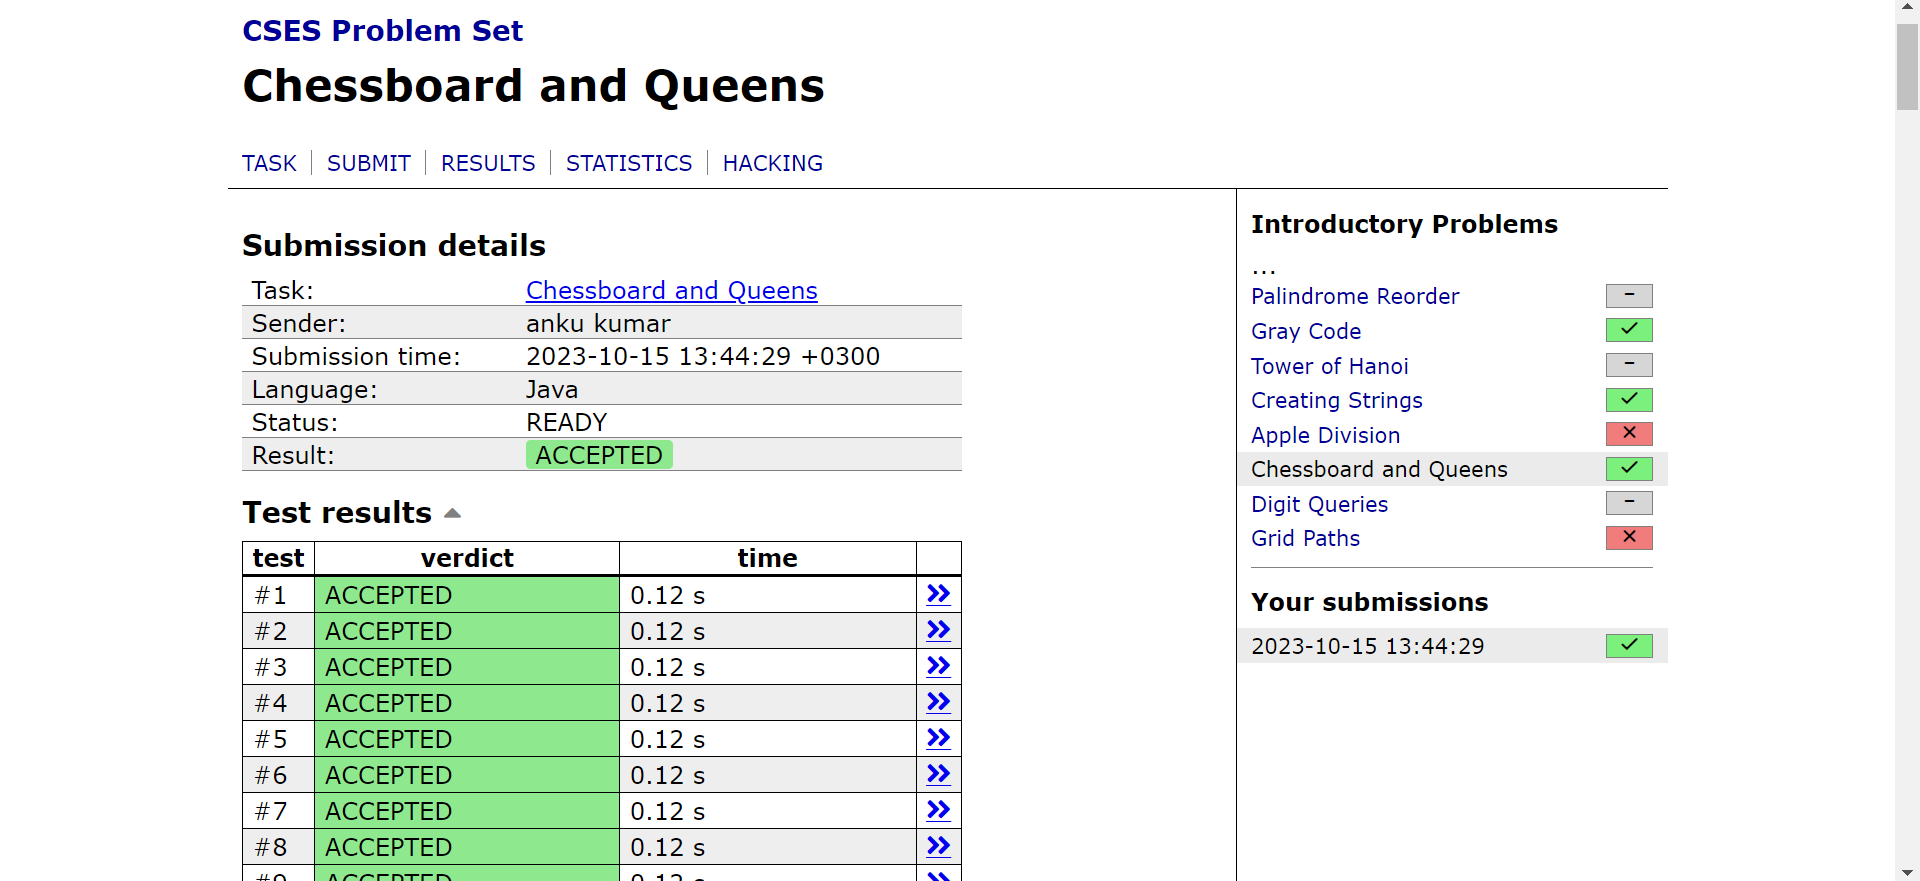 CSES Problem Set
Chessboard and Queens
TASK | SUBMIT | RESULTS | STATISTICS | HACKING
Submission details
Task: Chessboard and Queens
Sender: anku kumar
Submission time: 2023-10-15 13:44:29 +0300
Language: Java
Status: READY
Result: ACCEPTED
Test results
test verdict time
#1 ACCEPTED 0.12 s »
#2 ACCEPTED 0.12 s »
#3 ACCEPTED 0.12 s »
#4 ACCEPTED 0.12 s »
#5 ACCEPTED 0.12 s »
#6 ACCEPTED 0.12 s »
#7 ACCEPTED 0.12 s »
#8 ACCEPTED 0.12 s »
#9 ACCEPTED 0.12 s »
Introductory Problems
...
Palindrome Reorder –
Gray Code ✓
Tower of Hanoi –
Creating Strings ✓
Apple Division ✕
Chessboard and Queens ✓
Digit Queries –
Grid Paths ✕
Your submissions
2023-10-15 13:44:29 ✓